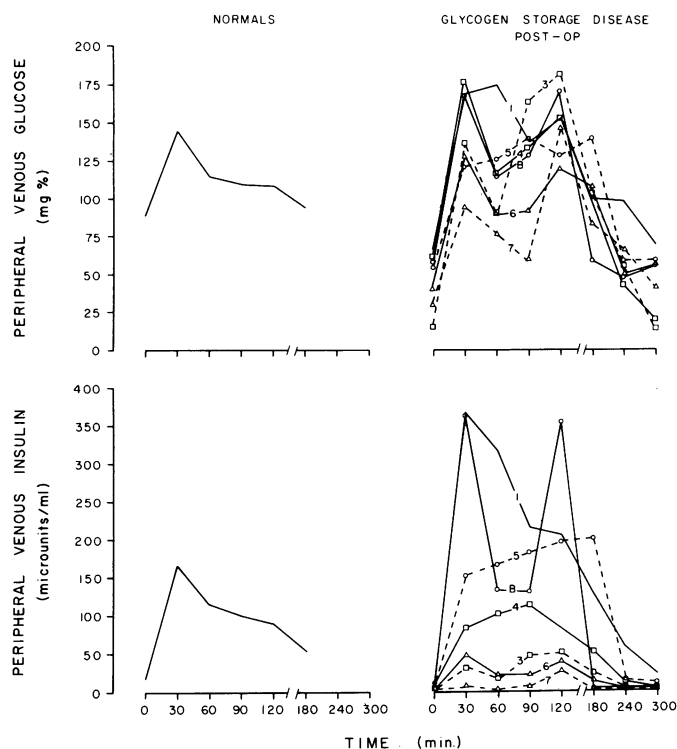 NORMALS
GLYCOGEN STORAGE DISEASE
POST-OP
PERIPHERAL VENOUS GLUCOSE
(mg %)
200
175
150
125
100
75
50
25
0
1
3
5
4
B
6
7
PERIPHERAL VENOUS INSULIN
(microunits/ml)
400
350
300
250
200
150
100
50
0
1
5
B
4
3
6
7
0 30 60 90 120 180 240 300
0 30 60 90 120 180 240 300
TIME (min.)